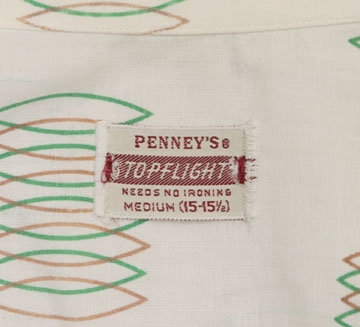 PENNEY'S®
TOPFLIGHT
NEEDS NO IRONING
MEDIUM (15-15½)